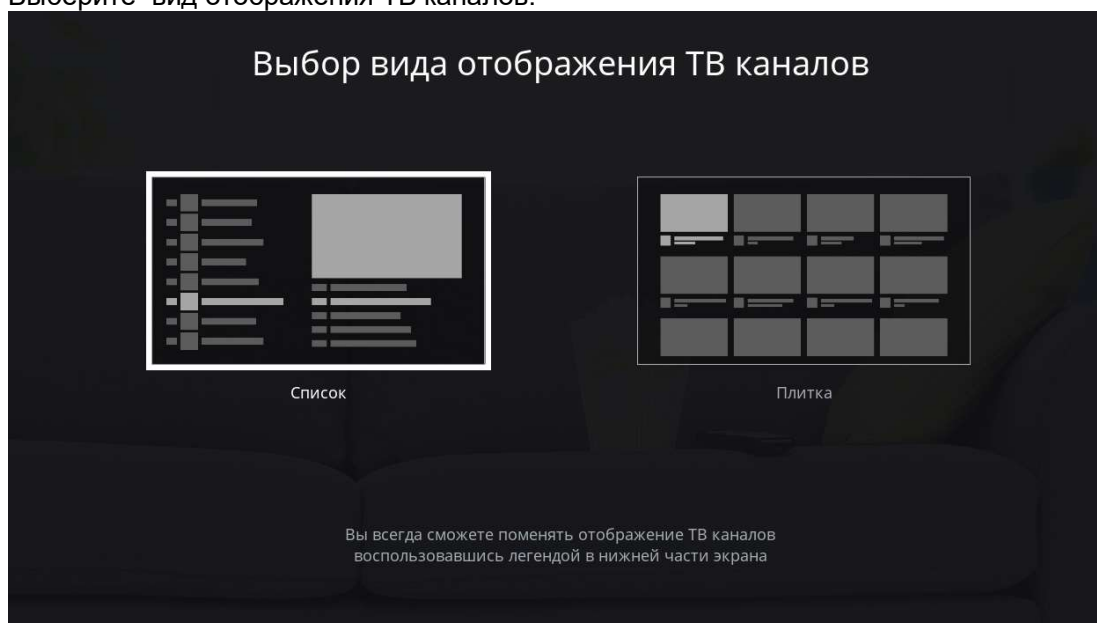 Выберите вид отображения ТВ каналов:
Выбор вида отображения ТВ каналов
Список
Плитка
Вы всегда сможете поменять отображение ТВ каналов
воспользовавшись легендой в нижней части экрана